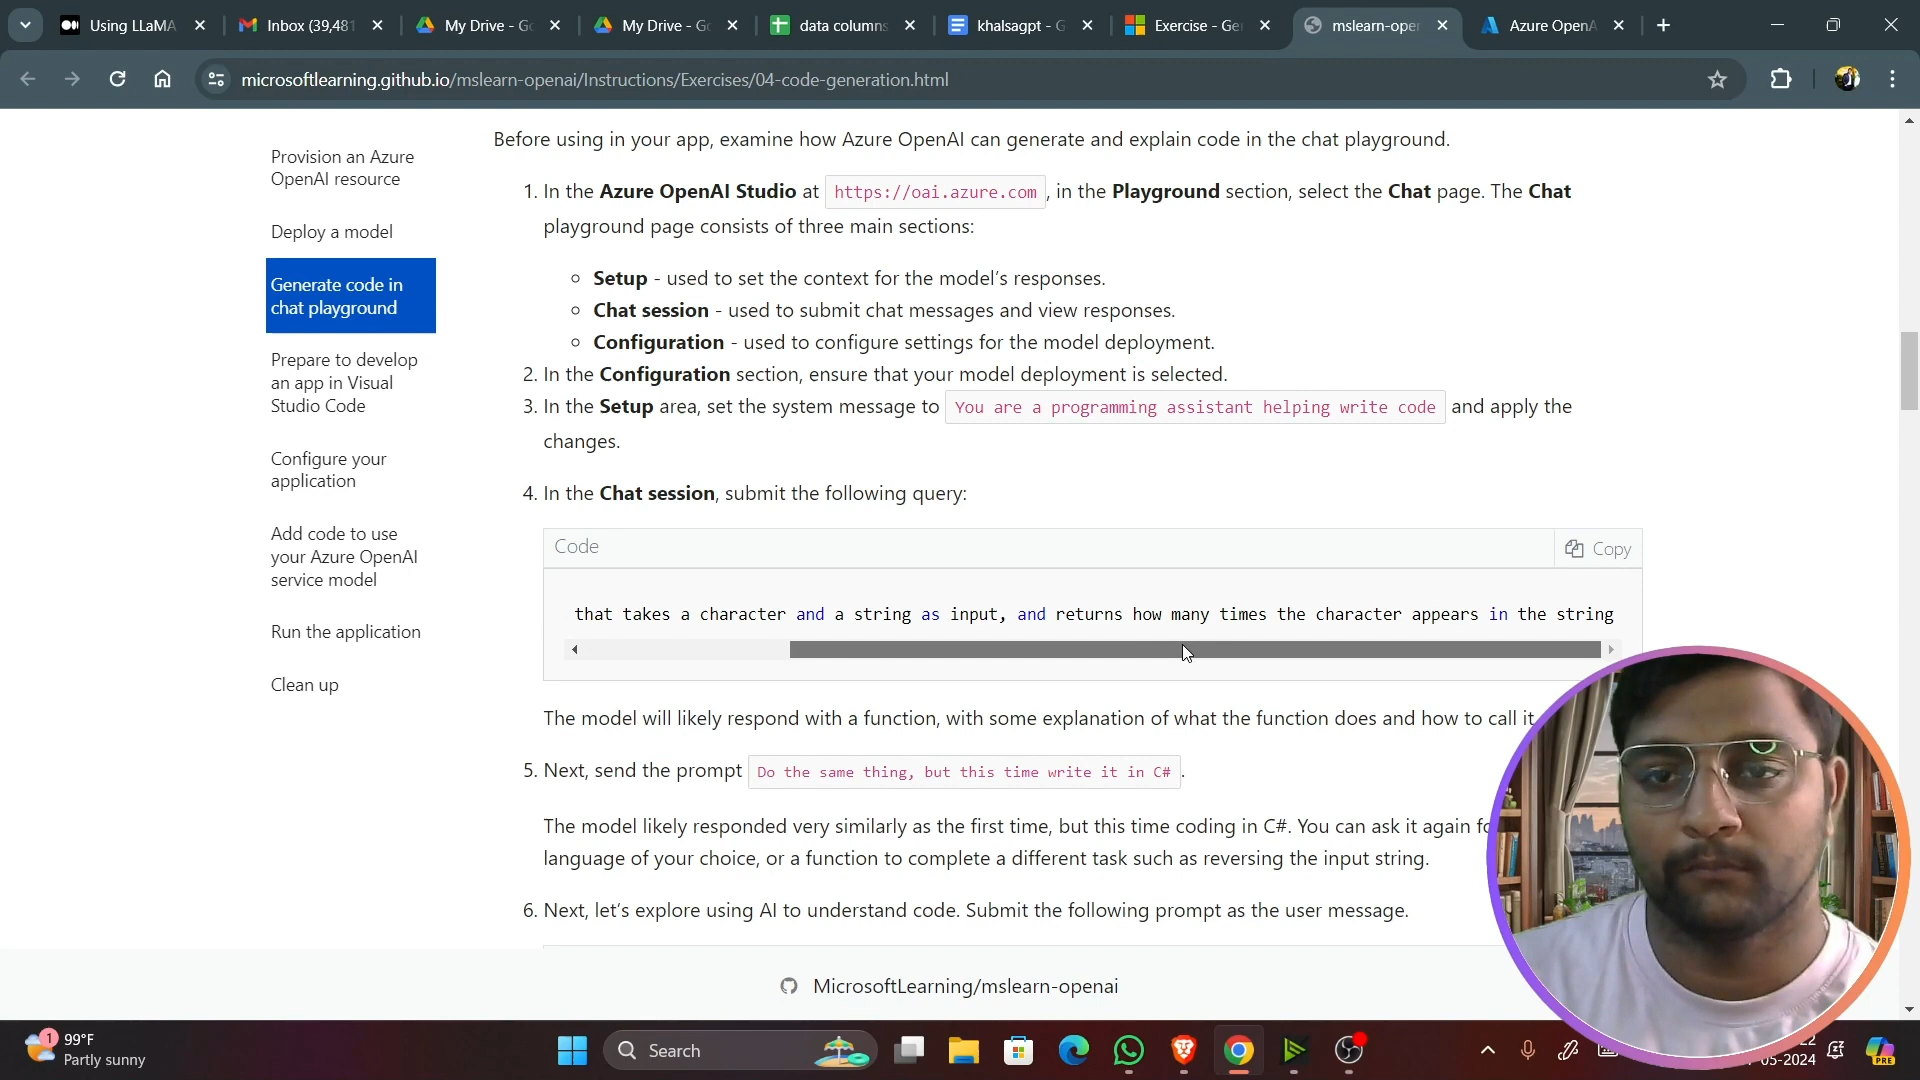 Using LLaMA
Inbox (39,481
My Drive - Go
My Drive - Go
data columns
khalsagpt - G
Exercise - Ge
mslearn-oper
Azure OpenA
microsoftlearning.github.io/mslearn-openai/Instructions/Exercises/04-code-generation.html
Provision an Azure
OpenAI resource
Deploy a model
Generate code in
chat playground
Prepare to develop
an app in Visual
Studio Code
Configure your
application
Add code to use
your Azure OpenAI
service model
Run the application
Clean up
Before using in your app, examine how Azure OpenAI can generate and explain code in the chat playground.
1. In the Azure OpenAI Studio at https://oai.azure.com, in the Playground section, select the Chat page. The Chat
playground page consists of three main sections:
Setup - used to set the context for the model's responses.
Chat session - used to submit chat messages and view responses.
Configuration - used to configure settings for the model deployment.
2. In the Configuration section, ensure that your model deployment is selected.
3. In the Setup area, set the system message to You are a programming assistant helping write code and apply the
changes.
4. In the Chat session, submit the following query:
Code
Copy
that takes a character and a string as input, and returns how many times the character appears in the string
The model will likely respond with a function, with some explanation of what the function does and how to call it
5. Next, send the prompt Do the same thing, but this time write it in C#.
The model likely responded very similarly as the first time, but this time coding in C#. You can ask it again fo
language of your choice, or a function to complete a different task such as reversing the input string.
6. Next, let's explore using AI to understand code. Submit the following prompt as the user message.
MicrosoftLearning/mslearn-openai
1
99°F
Partly sunny
Search
22
05-2024
PRE